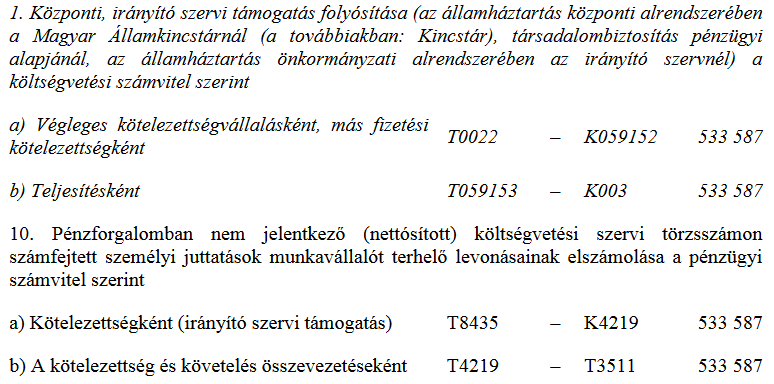 1. Központi, irányító szervi támogatás folyósítása (az államháztartás központi alrendszerében
a Magyar Államkincstárnál (a továbbiakban: Kincstár), társadalombiztosítás pénzügyi
alapjánál, az államháztartás önkormányzati alrendszerében az irányító szervnél) a
költségvetési számvitel szerint
a) Végleges kötelezettségvállalásként, más fizetési
kötelezettségként T0022 – K059152 533 587
b) Teljesítésként T059153 – K003 533 587
10. Pénzforgalomban nem jelentkező (nettósított) költségvetési szervi törzsszámon
számfejtett személyi juttatások munkavállalót terhelő levonásainak elszámolása a pénzügyi
számvitel szerint
a) Kötelezettségként (irányító szervi támogatás) T8435 – K4219 533 587
b) A kötelezettség és követelés összevezetéseként T4219 – T3511 533 587